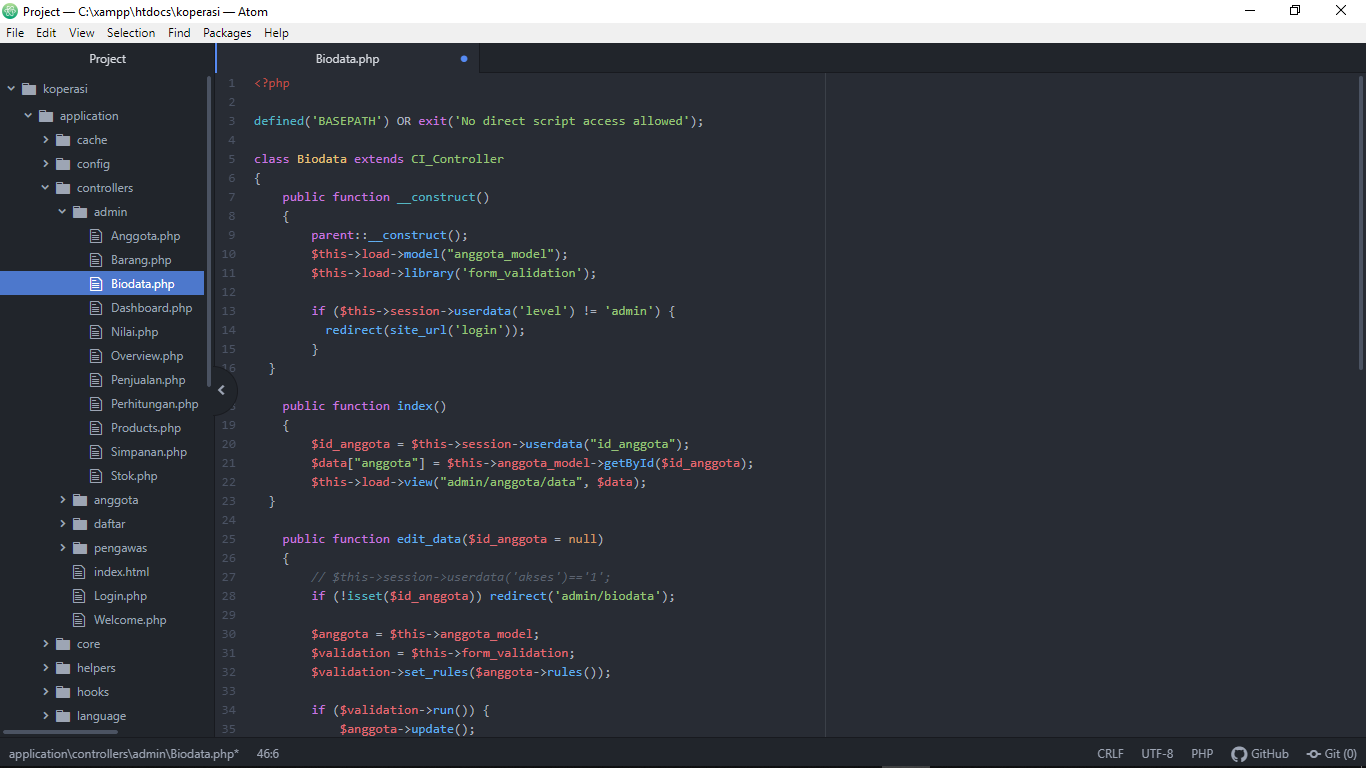 Project — C:\xampp\htdocs\koperasi — Atom
File Edit View Selection Find Packages Help
Project
koperasi
application
cache
config
controllers
admin
Anggota.php
Barang.php
Biodata.php
Dashboard.php
Nilai.php
Overview.php
Penjualan.php
Perhitungan.php
Products.php
Simpanan.php
Stok.php
anggota
daftar
pengawas
index.html
Login.php
Welcome.php
core
helpers
hooks
language
Biodata.php
1 <?php
2
3 defined('BASEPATH') OR exit('No direct script access allowed');
4
5 class Biodata extends CI_Controller
6 {
7     public function __construct()
8     {
9         parent::__construct();
10         $this->load->model("anggota_model");
11         $this->load->library('form_validation');
12
13         if ($this->session->userdata('level') != 'admin') {
14           redirect(site_url('login'));
15         }
16   }

18     public function index()
19     {
20         $id_anggota = $this->session->userdata("id_anggota");
21         $data["anggota"] = $this->anggota_model->getById($id_anggota);
22         $this->load->view("admin/anggota/data", $data);
23   }
24
25     public function edit_data($id_anggota = null)
26     {
27         // $this->session->userdata('akses')=='1';
28         if (!isset($id_anggota)) redirect('admin/biodata');
29
30         $anggota = $this->anggota_model;
31         $validation = $this->form_validation;
32         $validation->set_rules($anggota->rules());
33
34         if ($validation->run()) {
35             $anggota->update();
application\controllers\admin\Biodata.php* 46:6 CRLF UTF-8 PHP GitHub Git (0)